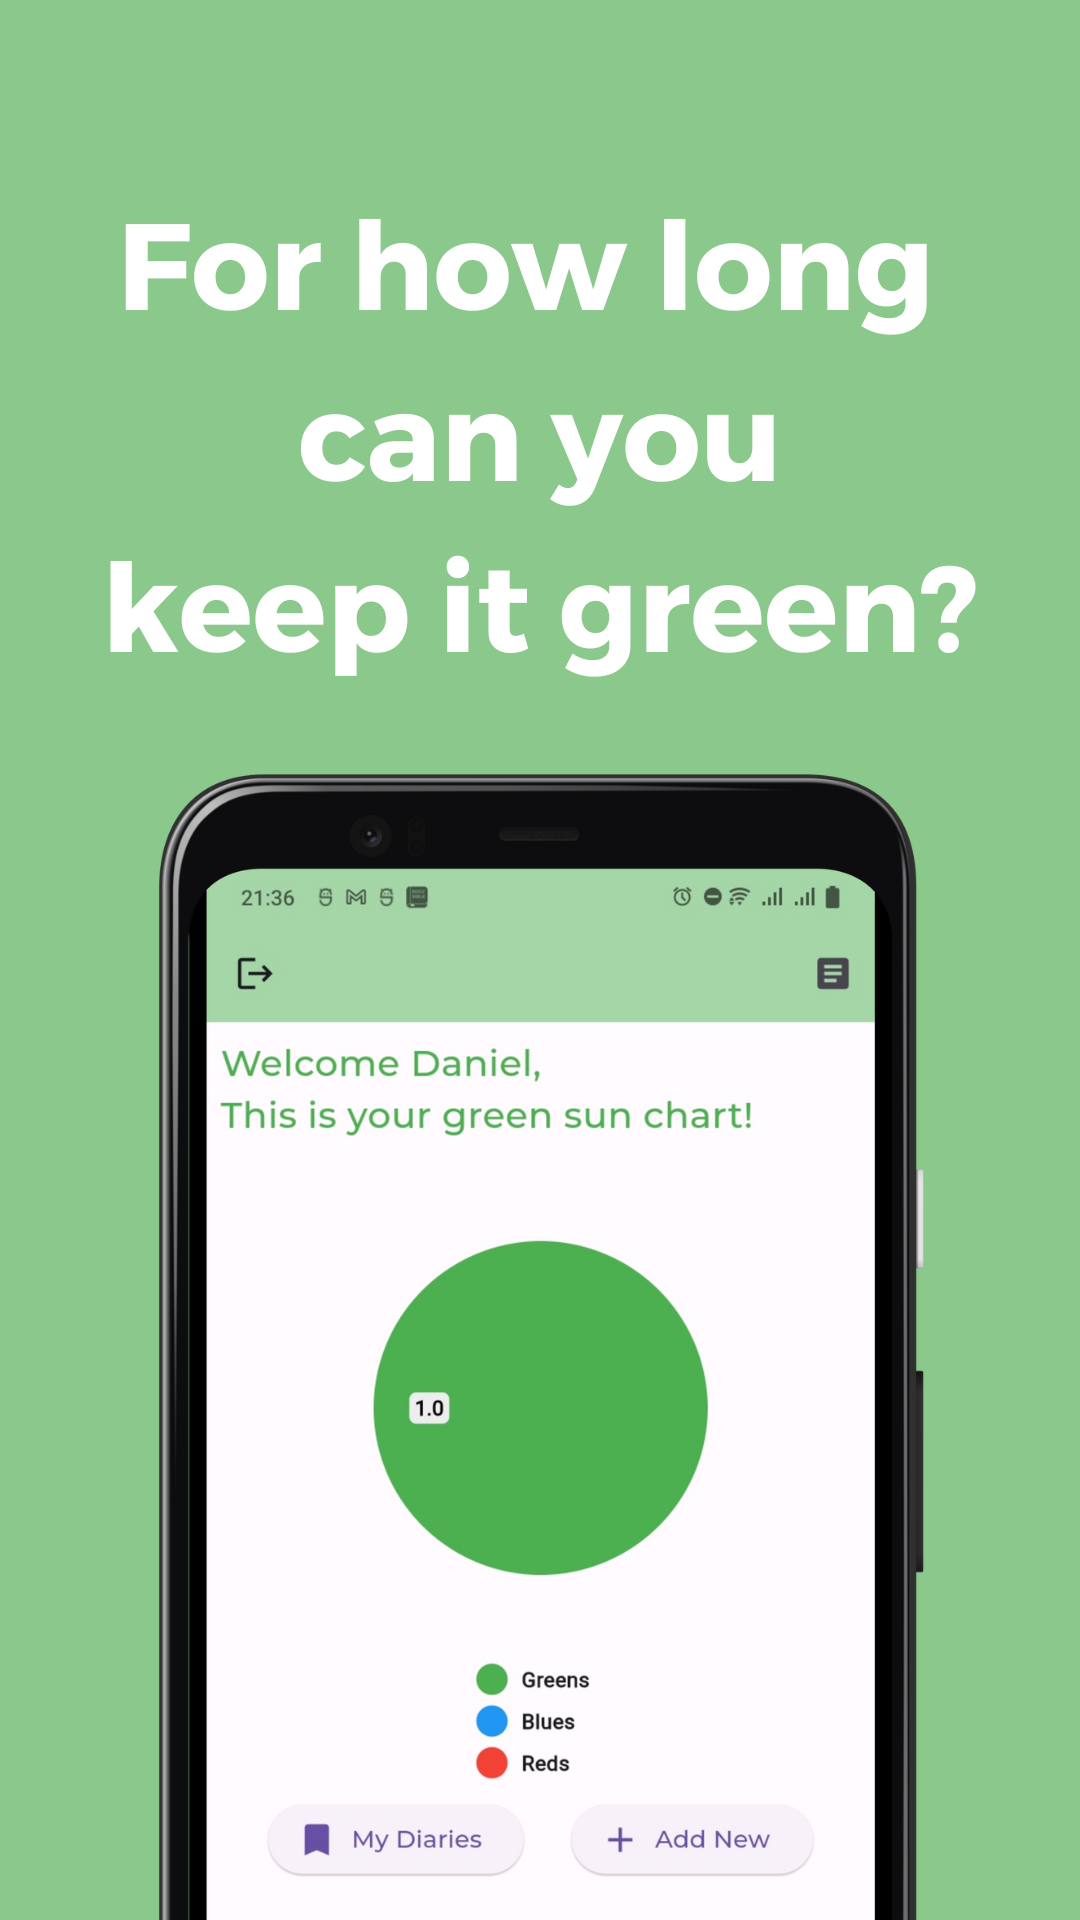 For how long
can you
keep it green?
21:36
Welcome Daniel,
This is your green sun chart!
1.0
Greens
Blues
Reds
My Diaries
Add New